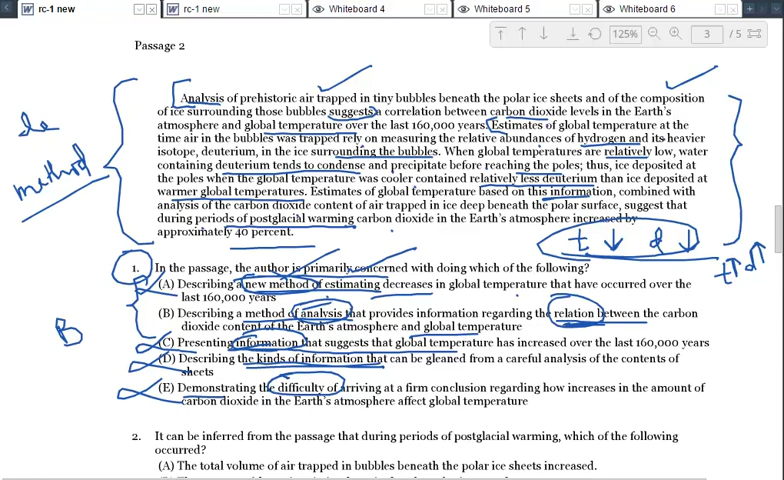 rc-1 new
rc-1 new
Whiteboard 4
Whiteboard 5
Whiteboard 6
125%
3 / 5
Passage 2
Analysis of prehistoric air trapped in tiny bubbles beneath the polar ice sheets and of the composition
of ice surrounding those bubbles suggests a correlation between carbon dioxide levels in the Earth's
atmosphere and global temperature over the last 160,000 years. Estimates of global temperature at the
time air in the bubbles was trapped rely on measuring the relative abundances of hydrogen and its heavier
isotope, deuterium, in the ice surrounding the bubbles. When global temperatures are relatively low, water
containing deuterium tends to condense and precipitate before reaching the poles; thus, ice deposited at
the poles when the global temperature was cooler contained relatively less deuterium than ice deposited at
warmer global temperatures. Estimates of global temperature based on this information, combined with
analysis of the carbon dioxide content of air trapped in ice deep beneath the polar surface, suggest that
during periods of postglacial warming carbon dioxide in the Earth's atmosphere increased by
approximately 40 percent.
method
t ↓ d ↓
t↑ d↑
1. In the passage, the author is primarily concerned with doing which of the following?
(A) Describing a new method of estimating decreases in global temperature that have occurred over the
last 160,000 years
(B) Describing a method of analysis that provides information regarding the relation between the carbon
dioxide content of the Earth's atmosphere and global temperature
B
(C) Presenting information that suggests that global temperature has increased over the last 160,000 years
(D) Describing the kinds of information that can be gleaned from a careful analysis of the contents of
sheets
(E) Demonstrating the difficulty of arriving at a firm conclusion regarding how increases in the amount of
carbon dioxide in the Earth's atmosphere affect global temperature
2. It can be inferred from the passage that during periods of postglacial warming, which of the following
occurred?
(A) The total volume of air trapped in bubbles beneath the polar ice sheets increased.